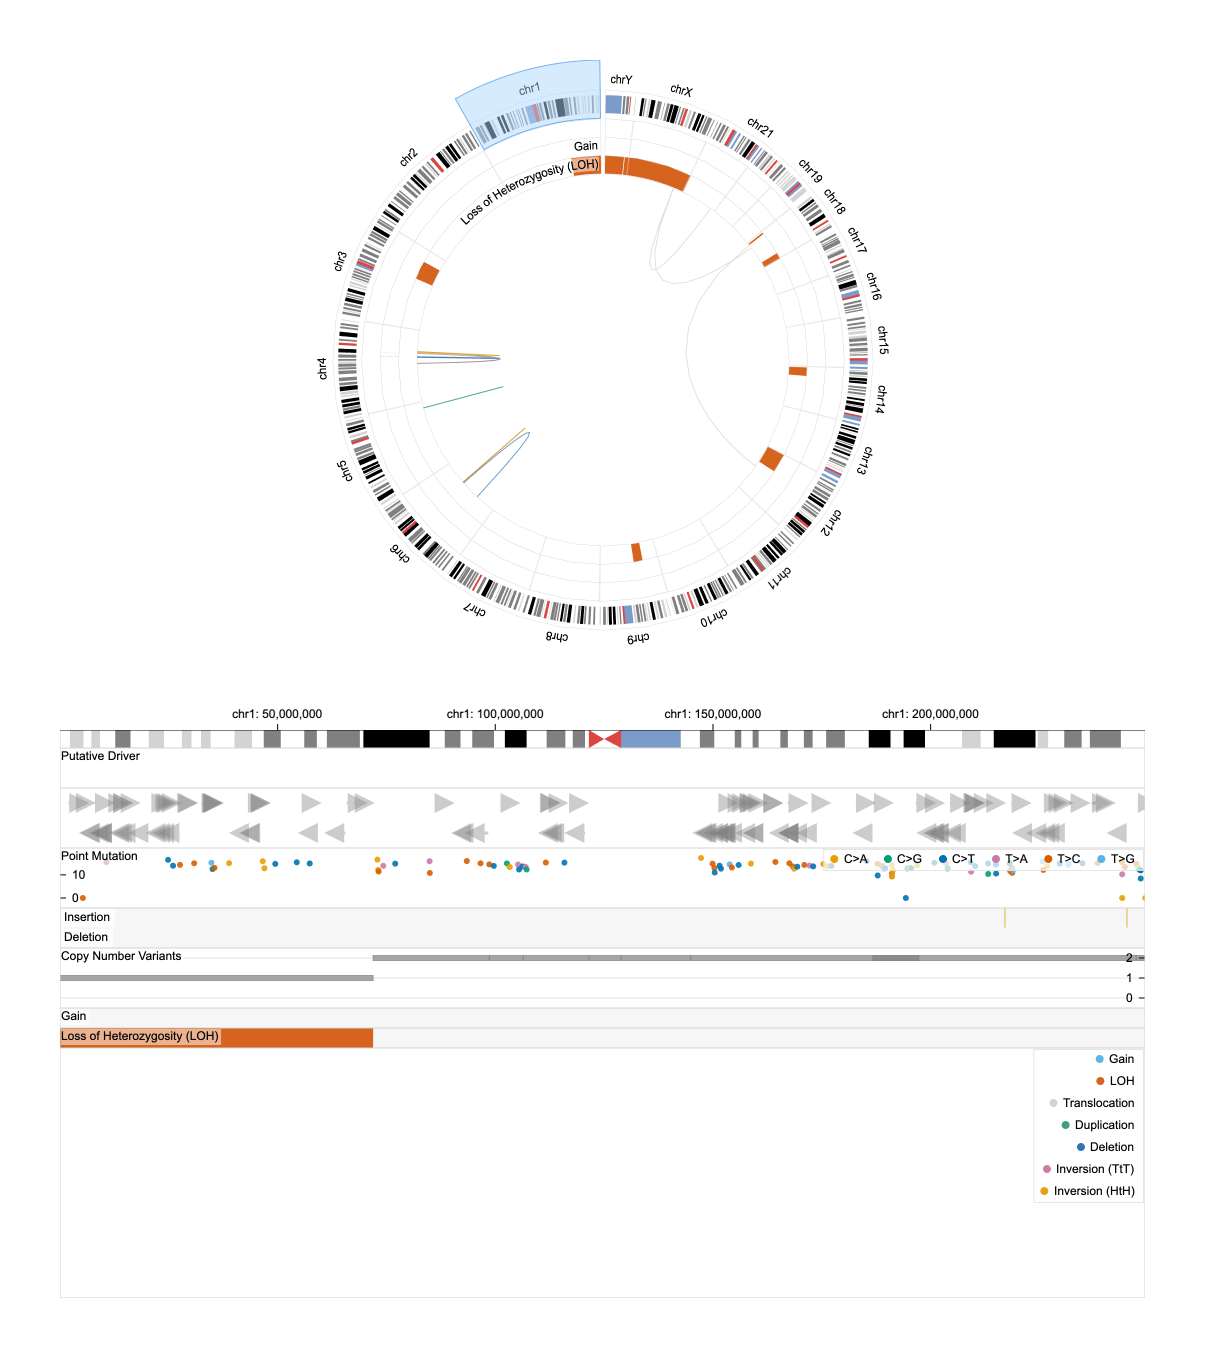 chr1
chrY
chrX
chr21
chr19
chr18
chr17
chr16
chr15
chr14
chr13
chr12
chr11
chr10
chr9
chr8
chr7
chr6
chr5
chr4
chr3
chr2
Gain
Loss of Heterozygosity (LOH)
chr1: 50,000,000 chr1: 100,000,000 chr1: 150,000,000 chr1: 200,000,000
Putative Driver
Point Mutation
C>A C>G C>T T>A T>C T>G
10
0
Insertion
Deletion
Copy Number Variants
2
1
0
Gain
Loss of Heterozygosity (LOH)
Gain
LOH
Translocation
Duplication
Deletion
Inversion (TtT)
Inversion (HtH)